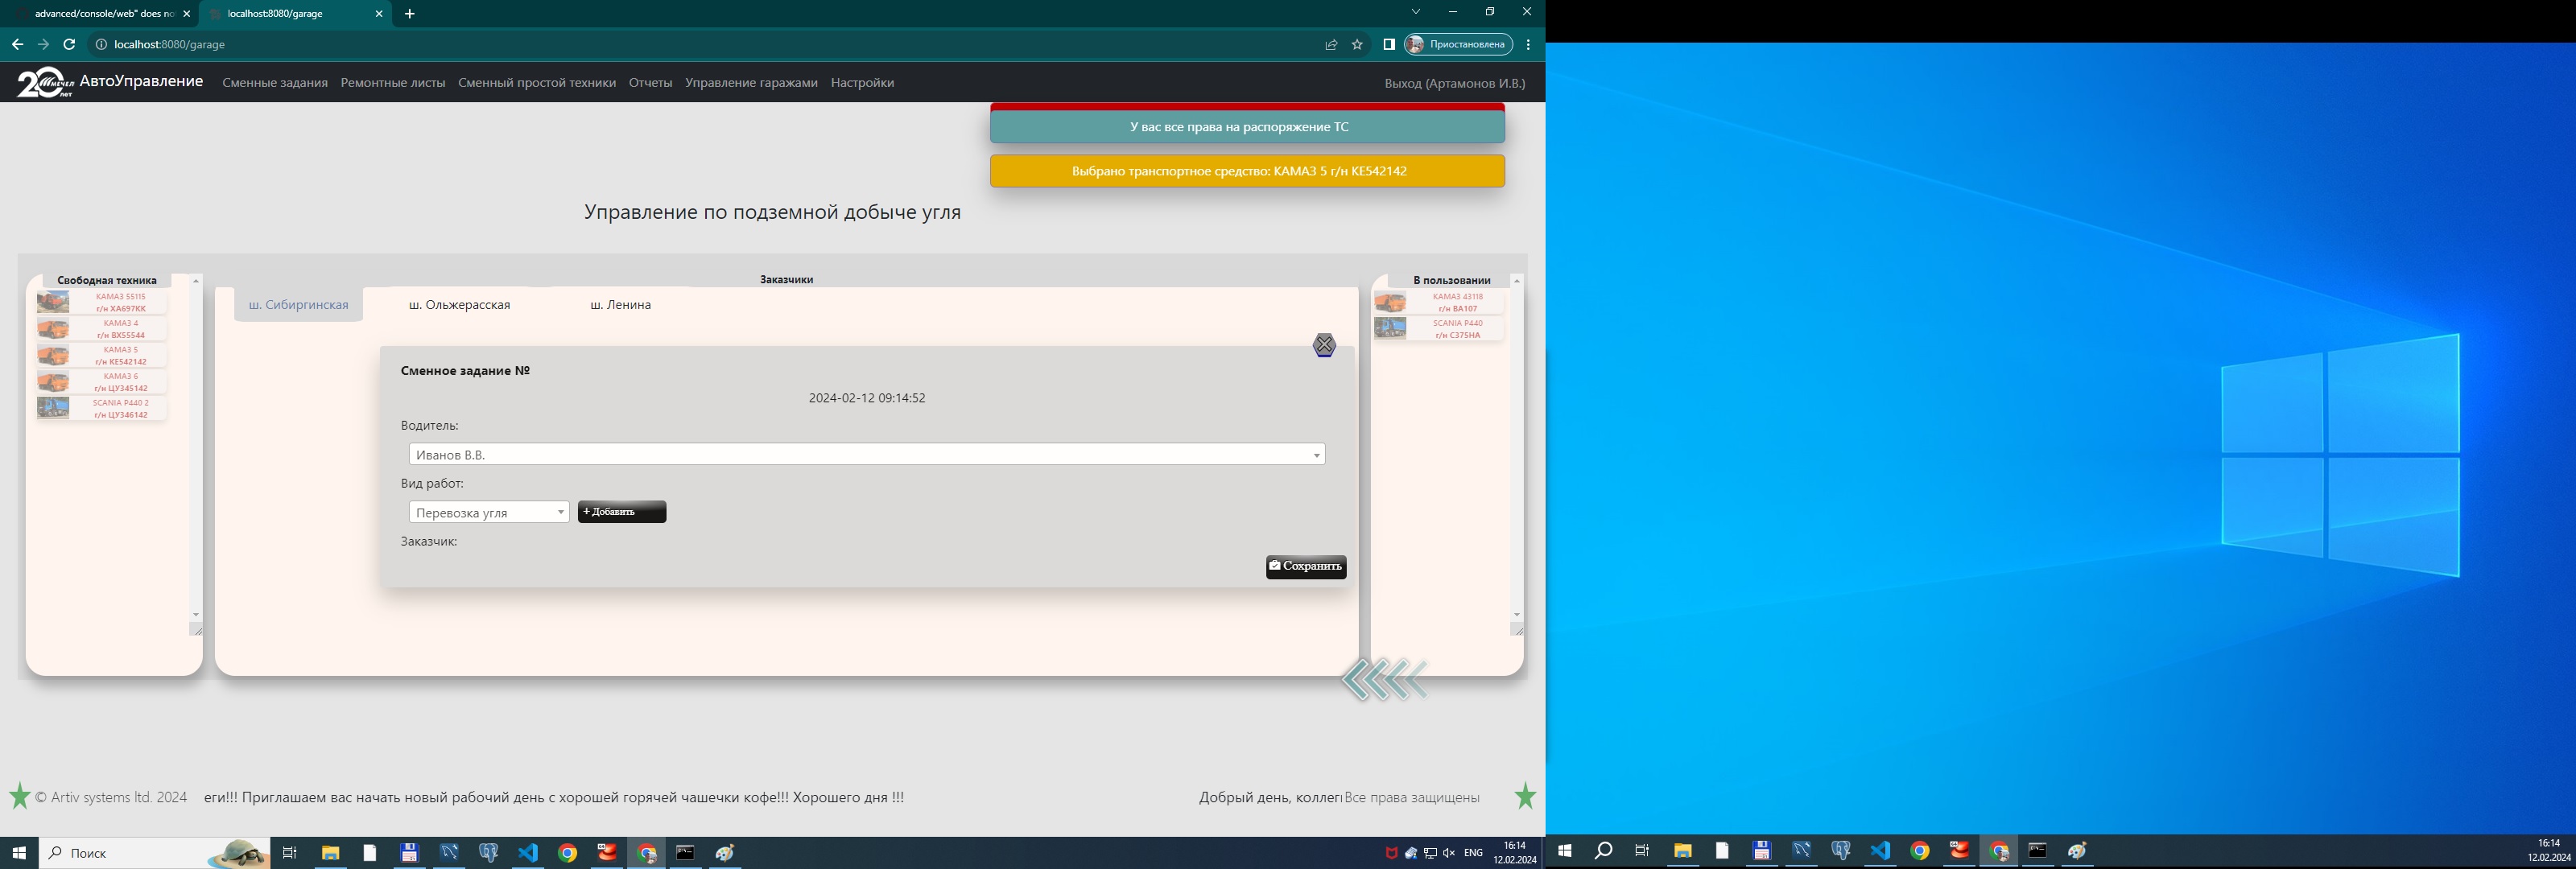 advanced/console/web" does no
localhost:8080/garage
localhost:8080/garage
Приостановлена
20 лет
АвтоУправление
Сменные задания
Ремонтные листы
Сменный простой техники
Отчеты
Управление гаражами
Настройки
Выход (Артамонов И.В.)
У вас все права на распоряжение ТС
Выбрано транспортное средство: КАМАЗ 5 г/н КЕ542142
Управление по подземной добыче угля
Свободная техника
КАМАЗ 55115
г/н ХА697КК
КАМАЗ 4
г/н ВХ55544
КАМАЗ 5
г/н КЕ542142
КАМАЗ 6
г/н ЦУ345142
SCANIA P440 2
г/н ЦУ346142
Заказчики
ш. Сибиргинская
ш. Ольжерасская
ш. Ленина
Сменное задание №
2024-02-12 09:14:52
Водитель:
Иванов В.В.
Вид работ:
Перевозка угля
+ Добавить
Заказчик:
Сохранить
В пользовании
КАМАЗ 43118
г/н ВА107
SCANIA P440
г/н С375НА
© Artiv systems ltd. 2024
еги!!! Приглашаем вас начать новый рабочий день с хорошей горячей чашечки кофе!!! Хорошего дня !!!
Добрый день, коллеги
Все права защищены
Поиск
ENG
16:14
12.02.2024
16:14
12.02.2024